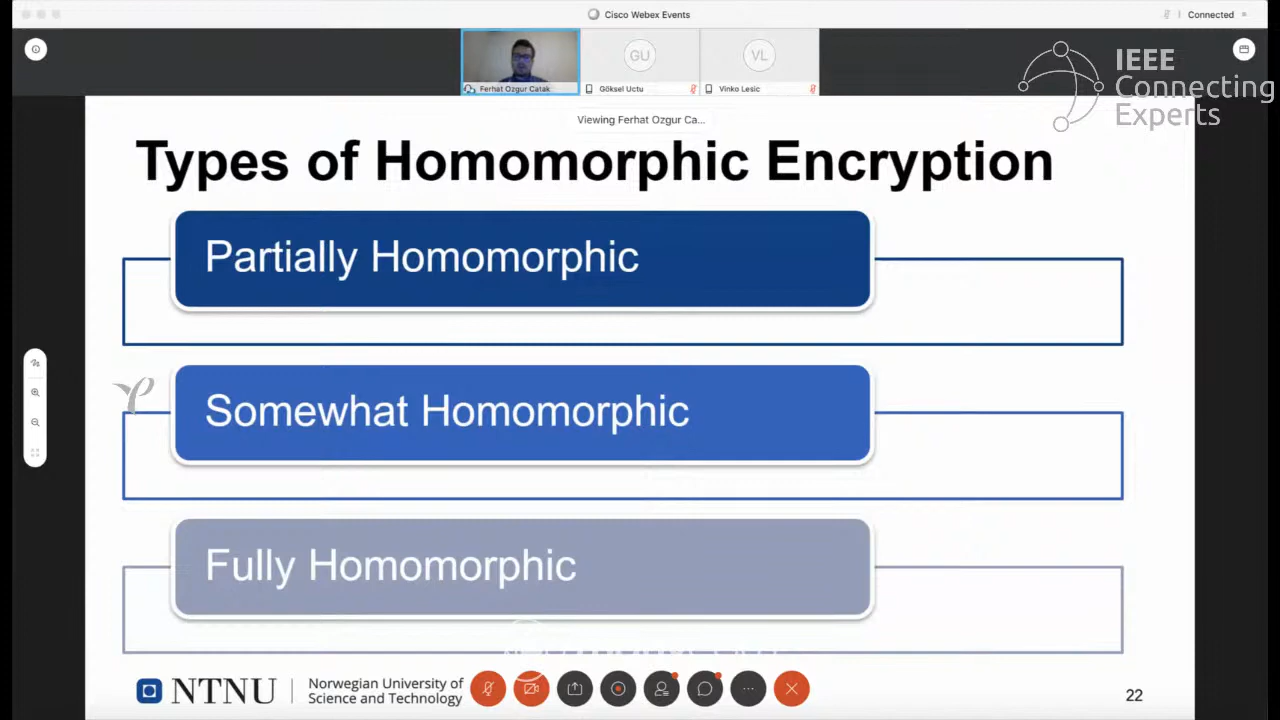 Cisco Webex Events
Connected
GU
VL
Ferhat Ozgur Catak
Göksel Uctu
Vinko Lesic
IEEE
Connecting
Experts
Viewing Ferhat Ozgur Ca...
Types of Homomorphic Encryption
Partially Homomorphic
Somewhat Homomorphic
Fully Homomorphic
NTNU
Norwegian University of
Science and Technology
22